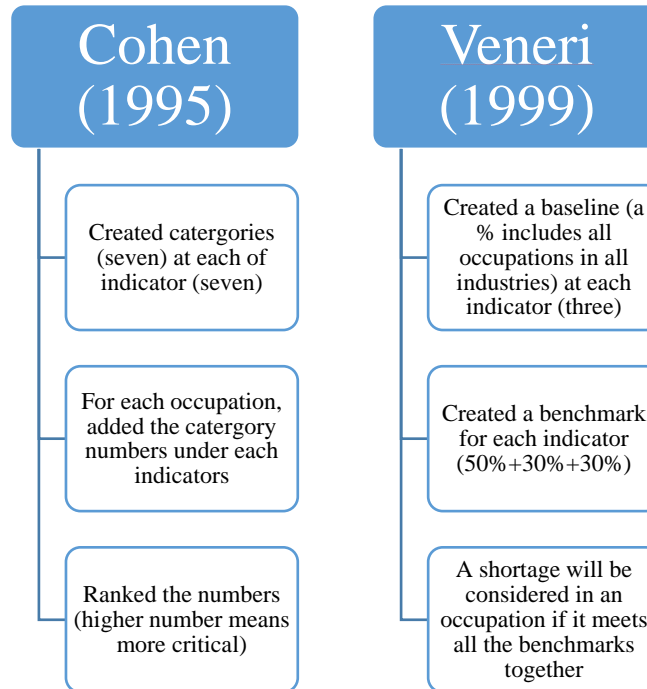 Cohen
(1995)
Created catergories
(seven) at each of
indicator (seven)
For each occupation,
added the catergory
numbers under each
indicators
Ranked the numbers
(higher number means
more critical)
Veneri
(1999)
Created a baseline (a
% includes all
occupations in all
industries) at each
indicator (three)
Created a benchmark
for each indicator
(50%+30%+30%)
A shortage will be
considered in an
occupation if it meets
all the benchmarks
together